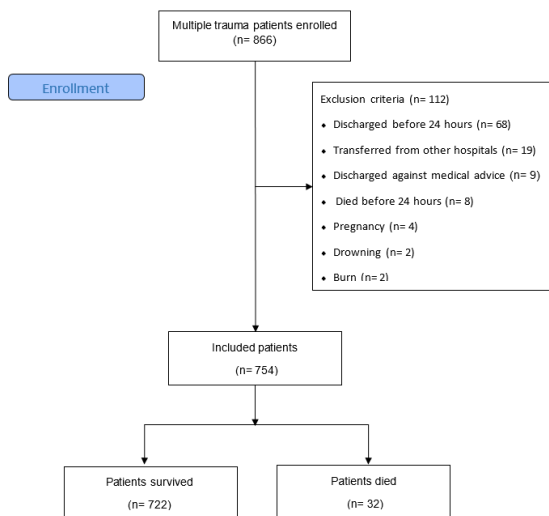 Multiple trauma patients enrolled
(n= 866)
Enrollment
Exclusion criteria (n= 112)
⬥ Discharged before 24 hours (n= 68)
⬥ Transferred from other hospitals (n= 19)
⬥ Discharged against medical advice (n= 9)
⬥ Died before 24 hours (n= 8)
⬥ Pregnancy (n= 4)
⬥ Drowning (n= 2)
⬥ Burn (n= 2)
Included patients
(n= 754)
Patients survived
(n= 722)
Patients died
(n= 32)